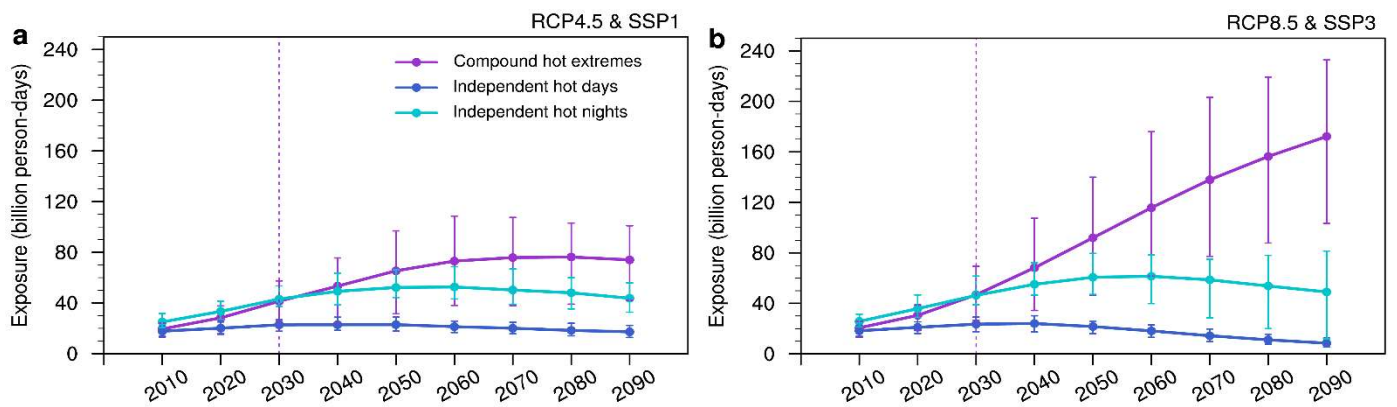 a
RCP4.5 & SSP1
Exposure (billion person-days)
240
200
160
120
80
40
0
Compound hot extremes
Independent hot days
Independent hot nights
2010 2020 2030 2040 2050 2060 2070 2080 2090
b
RCP8.5 & SSP3
Exposure (billion person-days)
240
200
160
120
80
40
0
2010 2020 2030 2040 2050 2060 2070 2080 2090